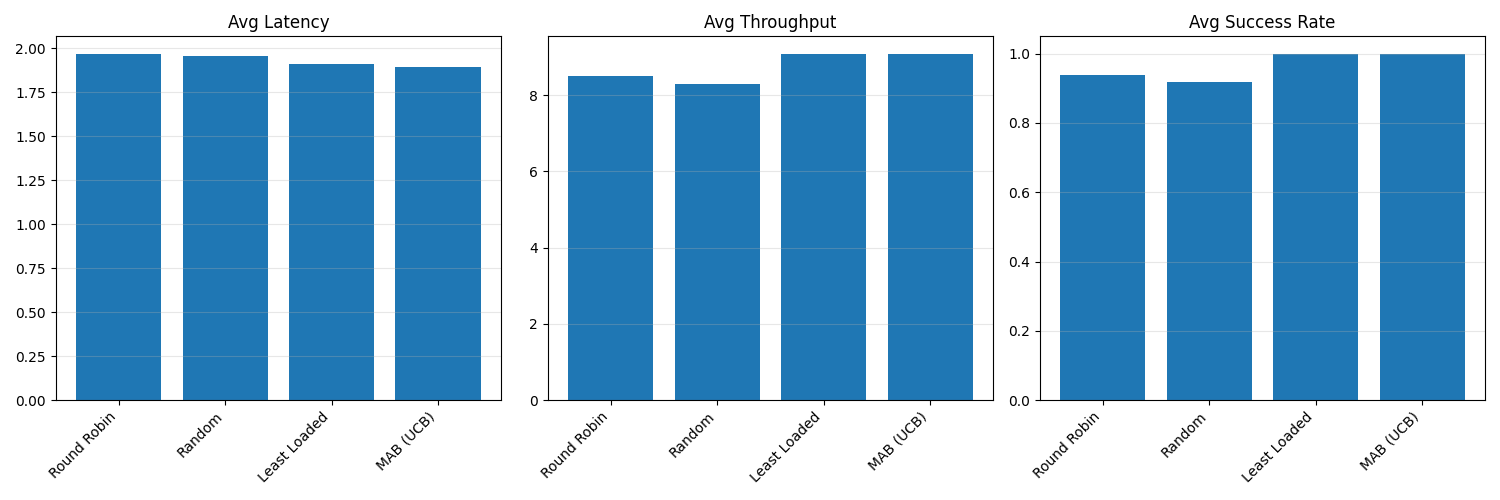 Avg Latency
2.00
1.75
1.50
1.25
1.00
0.75
0.50
0.25
0.00
Round Robin
Random
Least Loaded
MAB (UCB)
Avg Throughput
8
6
4
2
0
Round Robin
Random
Least Loaded
MAB (UCB)
Avg Success Rate
1.0
0.8
0.6
0.4
0.2
0.0
Round Robin
Random
Least Loaded
MAB (UCB)